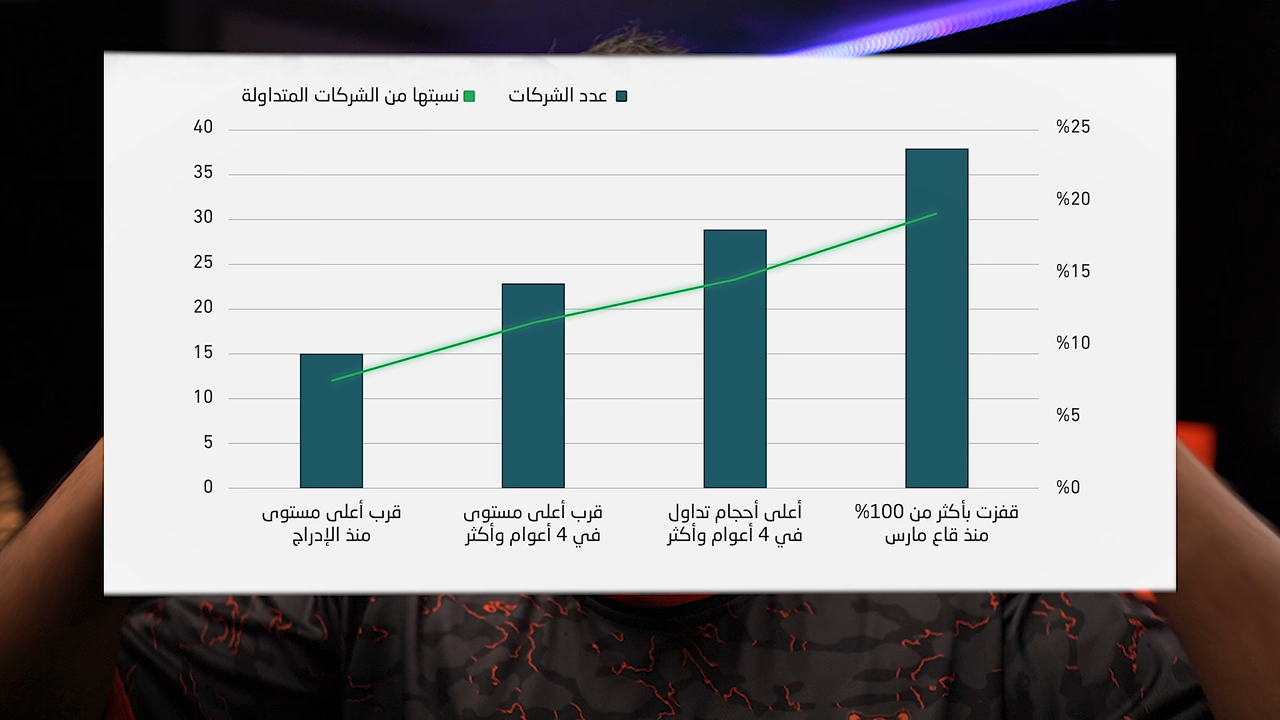 عدد الشركات
نسبتها من الشركات المتداولة
40
35
30
25
20
15
10
5
0
%25
%20
%15
%10
%5
%0
قفزت بأكثر من 100%
منذ قاع مارس
أعلى أحجام تداول
في 4 أعوام وأكثر
قرب أعلى مستوى
في 4 أعوام وأكثر
قرب أعلى مستوى
منذ الإدراج